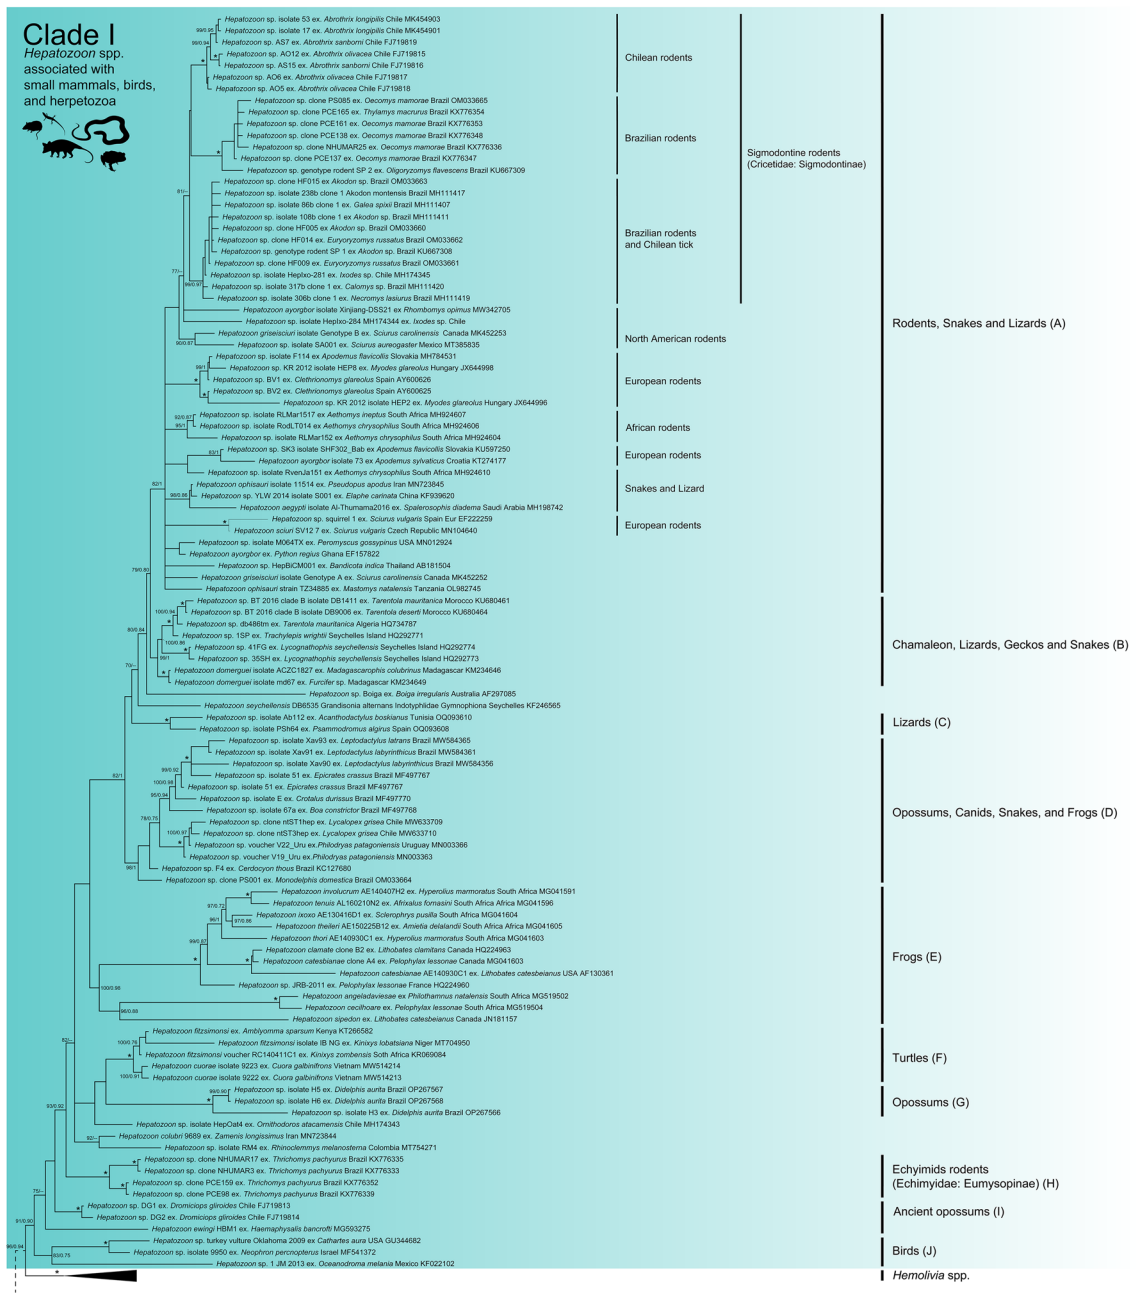 Clade I
Hepatozoon spp.
associated with
small mammals, birds,
and herpetozoa
Hepatozoon sp. isolate 53 ex. Abrothrix longipilis Chile MK454903
Hepatozoon sp. isolate 17 ex. Abrothrix longipilis Chile MK454901
Hepatozoon sp. AS7 ex. Abrothrix sanborni Chile FJ719819
Hepatozoon sp. AO12 ex. Abrothrix olivacea Chile FJ719815
Hepatozoon sp. AS15 ex. Abrothrix sanborni Chile FJ719816
Hepatozoon sp. AO6 ex. Abrothrix olivacea Chile FJ719817
Hepatozoon sp. AO5 ex. Abrothrix olivacea Chile FJ719818
Chilean rodents
Hepatozoon sp. clone PS085 ex. Oecomys mamorae Brazil OM033665
Hepatozoon sp. clone PCE165 ex. Thylamys macrurus Brazil KX776354
Hepatozoon sp. clone PCE161 ex. Oecomys mamorae Brazil KX776353
Hepatozoon sp. clone PCE138 ex. Oecomys mamorae Brazil KX776348
Hepatozoon sp. clone NHUMAR25 ex. Oecomys mamorae Brazil KX776336
Hepatozoon sp. clone PCE137 ex. Oecomys mamorae Brazil KX776347
Hepatozoon sp. genotype rodent SP 2 ex. Oligoryzomys flavescens Brazil KU667309
Brazilian rodents
Sigmodontine rodents
(Cricetidae: Sigmodontinae)
Hepatozoon sp. clone HF015 ex. Akodon sp. Brazil OM033663
Hepatozoon sp. isolate 238b clone 1 Akodon montensis Brazil MH111417
Hepatozoon sp. isolate 86b clone 1 ex. Galea spixii Brazil MH111407
Hepatozoon sp. isolate 108b clone 1 ex. Akodon sp. Brazil MH111411
Hepatozoon sp. clone HF005 ex Akodon sp. Brazil OM033660
Hepatozoon sp. clone HF014 ex. Euryoryzomys russatus Brazil OM033662
Hepatozoon sp. genotype rodent SP 1 ex Akodon sp. Brazil KU667308
Hepatozoon sp. clone HF009 ex. Euryoryzomys russatus Brazil OM033661
Hepatozoon sp. isolate HepIxo-281 ex. Ixodes sp. Chile MH174345
Hepatozoon sp. isolate 317b clone 1 ex. Calomys sp. Brazil MH111420
Hepatozoon sp. isolate 306b clone 1 ex. Necromys lasiurus Brazil MH111419
Brazilian rodents
and Chilean tick
Hepatozoon ayorgbor isolate Xinjiang-DSS21 ex Rhombomys opimus MW342705
Hepatozoon sp. isolate HepIxo-284 MH174344 ex. Ixodes sp. Chile
Hepatozoon griseisciuri isolate Genotype B ex. Sciurus carolinensis Canada MK452253
Hepatozoon sp. isolate SA001 ex. Sciurus aureogaster Mexico MT385835
North American rodents
Rodents, Snakes and Lizards (A)
Hepatozoon sp. isolate F114 ex Apodemus flavicollis Slovakia MH784531
Hepatozoon sp. KR 2012 isolate HEP8 ex. Myodes glareolus Hungary JX644998
Hepatozoon sp. BV1 ex. Clethrionomys glareolus Spain AY600626
Hepatozoon sp. BV2 ex. Clethrionomys glareolus Spain AY600625
Hepatozoon sp. KR 2012 isolate HEP2 ex. Myodes glareolus Hungary JX644996
European rodents
Hepatozoon sp. isolate RLMar1517 ex Aethomys ineptus South Africa MH924607
Hepatozoon sp. isolate RodLT014 ex Aethomys chrysophilus South Africa MH924606
Hepatozoon sp. isolate RLMar152 ex Aethomys chrysophilus South Africa MH924604
African rodents
Hepatozoon sp. SK3 isolate SHF302_Bab ex Apodemus flavicollis Slovakia KU597250
Hepatozoon ayorgbor isolate 73 ex Apodemus sylvaticus Croatia KT274177
Hepatozoon sp. isolate RvenJa151 ex Aethomys chrysophilus South Africa MH924610
European rodents
Hepatozoon ophisauri isolate 11514 ex. Pseudopus apodus Iran MN723845
Hepatozoon sp. YLW 2014 isolate S001 ex. Elaphe carinata China KF939620
Hepatozoon aegypti isolate Al-Thumama2016 ex. Spalerosophis diadema Saudi Arabia MH198742
Snakes and Lizard
Hepatozoon sp. squirrel 1 ex. Sciurus vulgaris Spain Eur EF222259
Hepatozoon sciuri SV12 7 ex. Sciurus vulgaris Czech Republic MN104640
European rodents
Hepatozoon sp. isolate M064TX ex. Peromyscus gossypinus USA MN012924
Hepatozoon ayorgbor ex. Python regius Ghana EF157822
Hepatozoon sp. HepBiCM001 ex. Bandicota indica Thailand AB181504
Hepatozoon griseisciuri isolate Genotype A ex. Sciurus carolinensis Canada MK452252
Hepatozoon ophisauri strain TZ34885 ex. Mastomys natalensis Tanzania OL982745
Hepatozoon sp. BT 2016 clade B isolate DB1411 ex. Tarentola mauritanica Morocco KU680461
Hepatozoon sp. BT 2016 clade B isolate DB9006 ex. Tarentola deserti Morocco KU680464
Hepatozoon sp. db486tm ex. Tarentola mauritanica Algeria HQ734787
Hepatozoon sp. 1SP ex. Trachylepis wrightii Seychelles Island HQ292771
Hepatozoon sp. 41FG ex. Lycognathophis seychellensis Seychelles Island HQ292774
Hepatozoon sp. 35SH ex. Lycognathophis seychellensis Seychelles Island HQ292773
Hepatozoon domerguei isolate ACZC1827 ex. Madagascarophis colubrinus Madagascar KM234646
Hepatozoon domerguei isolate md67 ex. Furcifer sp. Madagascar KM234649
Chamaleon, Lizards, Geckos and Snakes (B)
Hepatozoon sp. Boiga ex. Boiga irregularis Australia AF297085
Hepatozoon seychellensis DB6535 Grandisonia alternans Indotyphlidae Gymnophiona Seychelles KF246565
Hepatozoon sp. isolate Ab112 ex. Acanthodactylus boskianus Tunisia OQ093610
Hepatozoon sp. isolate PSh64 ex. Psammodromus algirus Spain OQ093608
Lizards (C)
Hepatozoon sp. isolate Xav93 ex. Leptodactylus latrans Brazil MW584365
Hepatozoon sp. isolate Xav91 ex. Leptodactylus labyrinthicus Brazil MW584361
Hepatozoon sp. isolate Xav90 ex. Leptodactylus labyrinthicus Brazil MW584356
Hepatozoon sp. isolate 51 ex. Epicrates crassus Brazil MF497767
Hepatozoon sp. isolate 51 ex. Epicrates crassus Brazil MF497767
Hepatozoon sp. isolate E ex. Crotalus durissus Brazil MF497770
Hepatozoon sp. isolate 67a ex. Boa constrictor Brazil MF497768
Hepatozoon sp. clone ntST1hep ex. Lycalopex grisea Chile MW633709
Hepatozoon sp. clone ntST3hep ex. Lycalopex grisea Chile MW633710
Hepatozoon sp. voucher V22_Uru ex.Philodryas patagoniensis Uruguay MN003366
Hepatozoon sp. voucher V19_Uru ex.Philodryas patagoniensis MN003363
Hepatozoon sp. F4 ex. Cerdocyon thous Brazil KC127680
Hepatozoon sp. clone PS001 ex. Monodelphis domestica Brazil OM033664
Opossums, Canids, Snakes, and Frogs (D)
Hepatozoon involucrum AE140407H2 ex. Hyperolius marmoratus South Africa MG041591
Hepatozoon tenuis AL160210N2 ex. Afrixalus fornasini South Africa Africa MG041596
Hepatozoon ixoxo AE130416D1 ex. Sclerophrys pusilla South Africa MG041604
Hepatozoon theileri AE150225B12 ex. Amietia delalandii South Africa Africa MG041605
Hepatozoon thori AE140930C1 ex. Hyperolius marmoratus South Africa MG041603
Hepatozoon clamate clone B2 ex. Lithobates clamitans Canada HQ224963
Hepatozoon catesbianae clone A4 ex. Pelophylax lessonae Canada MG041603
Hepatozoon catesbianae AE140930C1 ex. Lithobates catesbeianus USA AF130361
Hepatozoon sp. JRB-2011 ex. Pelophylax lessonae France HQ224960
Hepatozoon angeladaviesae ex Philothamnus natalensis South Africa MG519502
Hepatozoon cecilhoare ex. Pelophylax lessonae South Africa MG519504
Hepatozoon sipedon ex. Lithobates catesbeianus Canada JN181157
Frogs (E)
Hepatozoon fitzsimonsi ex. Amblyomma sparsum Kenya KT266582
Hepatozoon fitzsimonsi isolate IB NG ex. Kinixys lobatsiana Niger MT704950
Hepatozoon fitzsimonsi voucher RC140411C1 ex. Kinixys zombensis Soth Africa KR069084
Hepatozoon cuorae isolate 9223 ex. Cuora galbinifrons Vietnam MW514214
Hepatozoon cuorae isolate 9222 ex. Cuora galbinifrons Vietnam MW514213
Turtles (F)
Hepatozoon sp. isolate H5 ex. Didelphis aurita Brazil OP267567
Hepatozoon sp. isolate H6 ex. Didelphis aurita Brazil OP267568
Hepatozoon sp. isolate H3 ex. Didelphis aurita Brazil OP267566
Opossums (G)
Hepatozoon sp. isolate HepOat4 ex. Ornithodoros atacamensis Chile MH174343
Hepatozoon colubri 9689 ex. Zamenis longissimus Iran MN723844
Hepatozoon sp. isolate RM4 ex. Rhinoclemmys melanosterna Colombia MT754271
Hepatozoon sp. clone NHUMAR17 ex. Thrichomys pachyurus Brazil KX776335
Hepatozoon sp. clone NHUMAR3 ex. Thrichomys pachyurus Brazil KX776333
Hepatozoon sp. clone PCE159 ex. Thrichomys pachyurus Brazil KX776352
Hepatozoon sp. clone PCE98 ex. Thrichomys pachyurus Brazil KX776339
Echyimids rodents
(Echimyidae: Eumysopinae) (H)
Hepatozoon sp. DG1 ex. Dromiciops gliroides Chile FJ719813
Hepatozoon sp. DG2 ex. Dromiciops gliroides Chile FJ719814
Ancient opossums (I)
Hepatozoon ewingi HBM1 ex. Haemaphysalis bancrofti MG593275
Hepatozoon sp. turkey vulture Oklahoma 2009 ex Cathartes aura USA GU344682
Hepatozoon sp. isolate 9950 ex. Neophron percnopterus Israel MF541372
Hepatozoon sp. 1 JM 2013 ex. Oceanodroma melania Mexico KF022102
Birds (J)
Hemolivia spp.